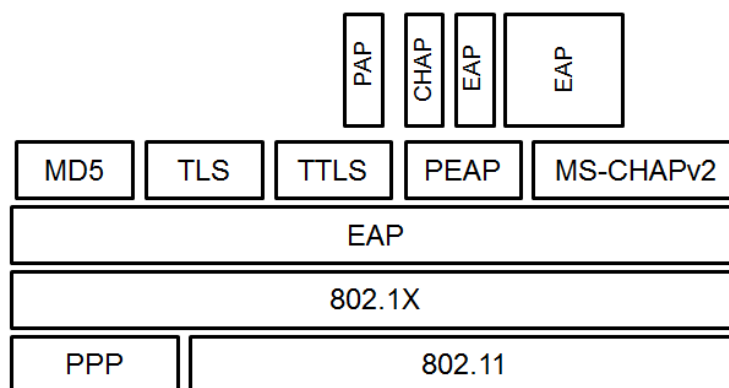 PAP
CHAP
EAP
EAP
MD5
TLS
TTLS
PEAP
MS-CHAPv2
EAP
802.1X
PPP
802.11